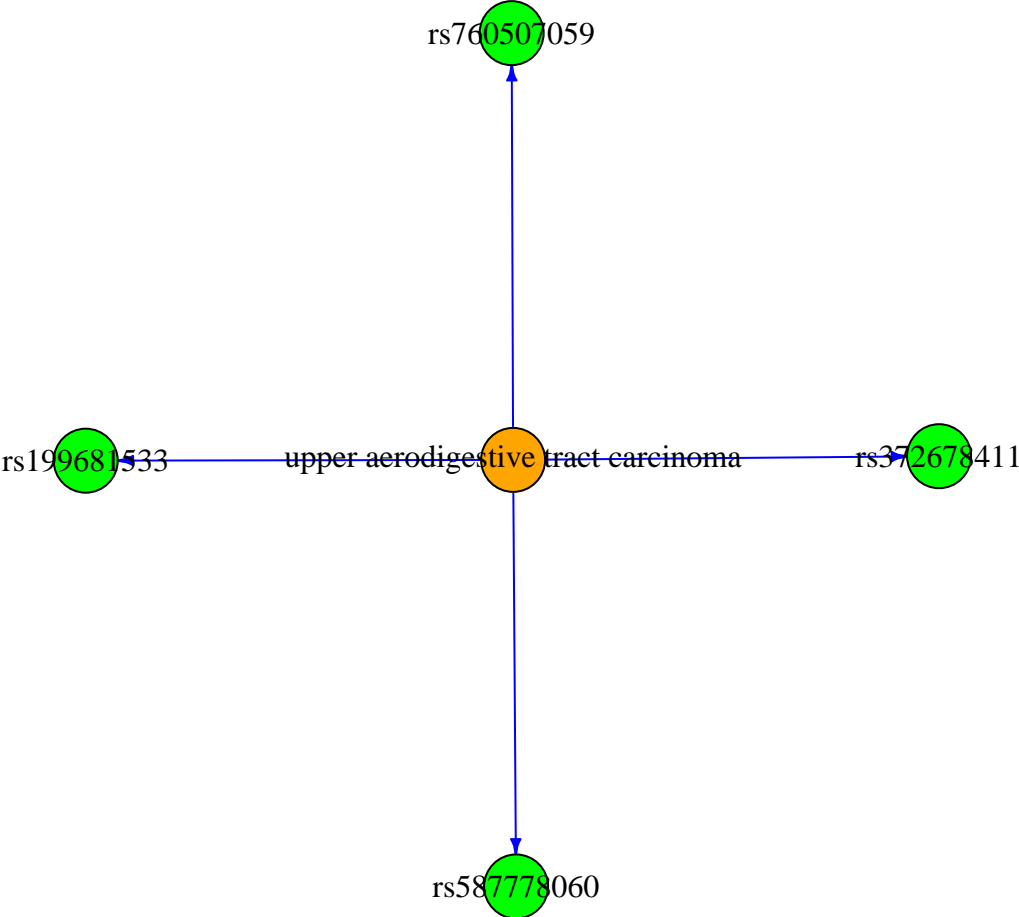 rs760507059
rs199681533
upper aerodigestive tract carcinoma
rs372678411
rs587778060